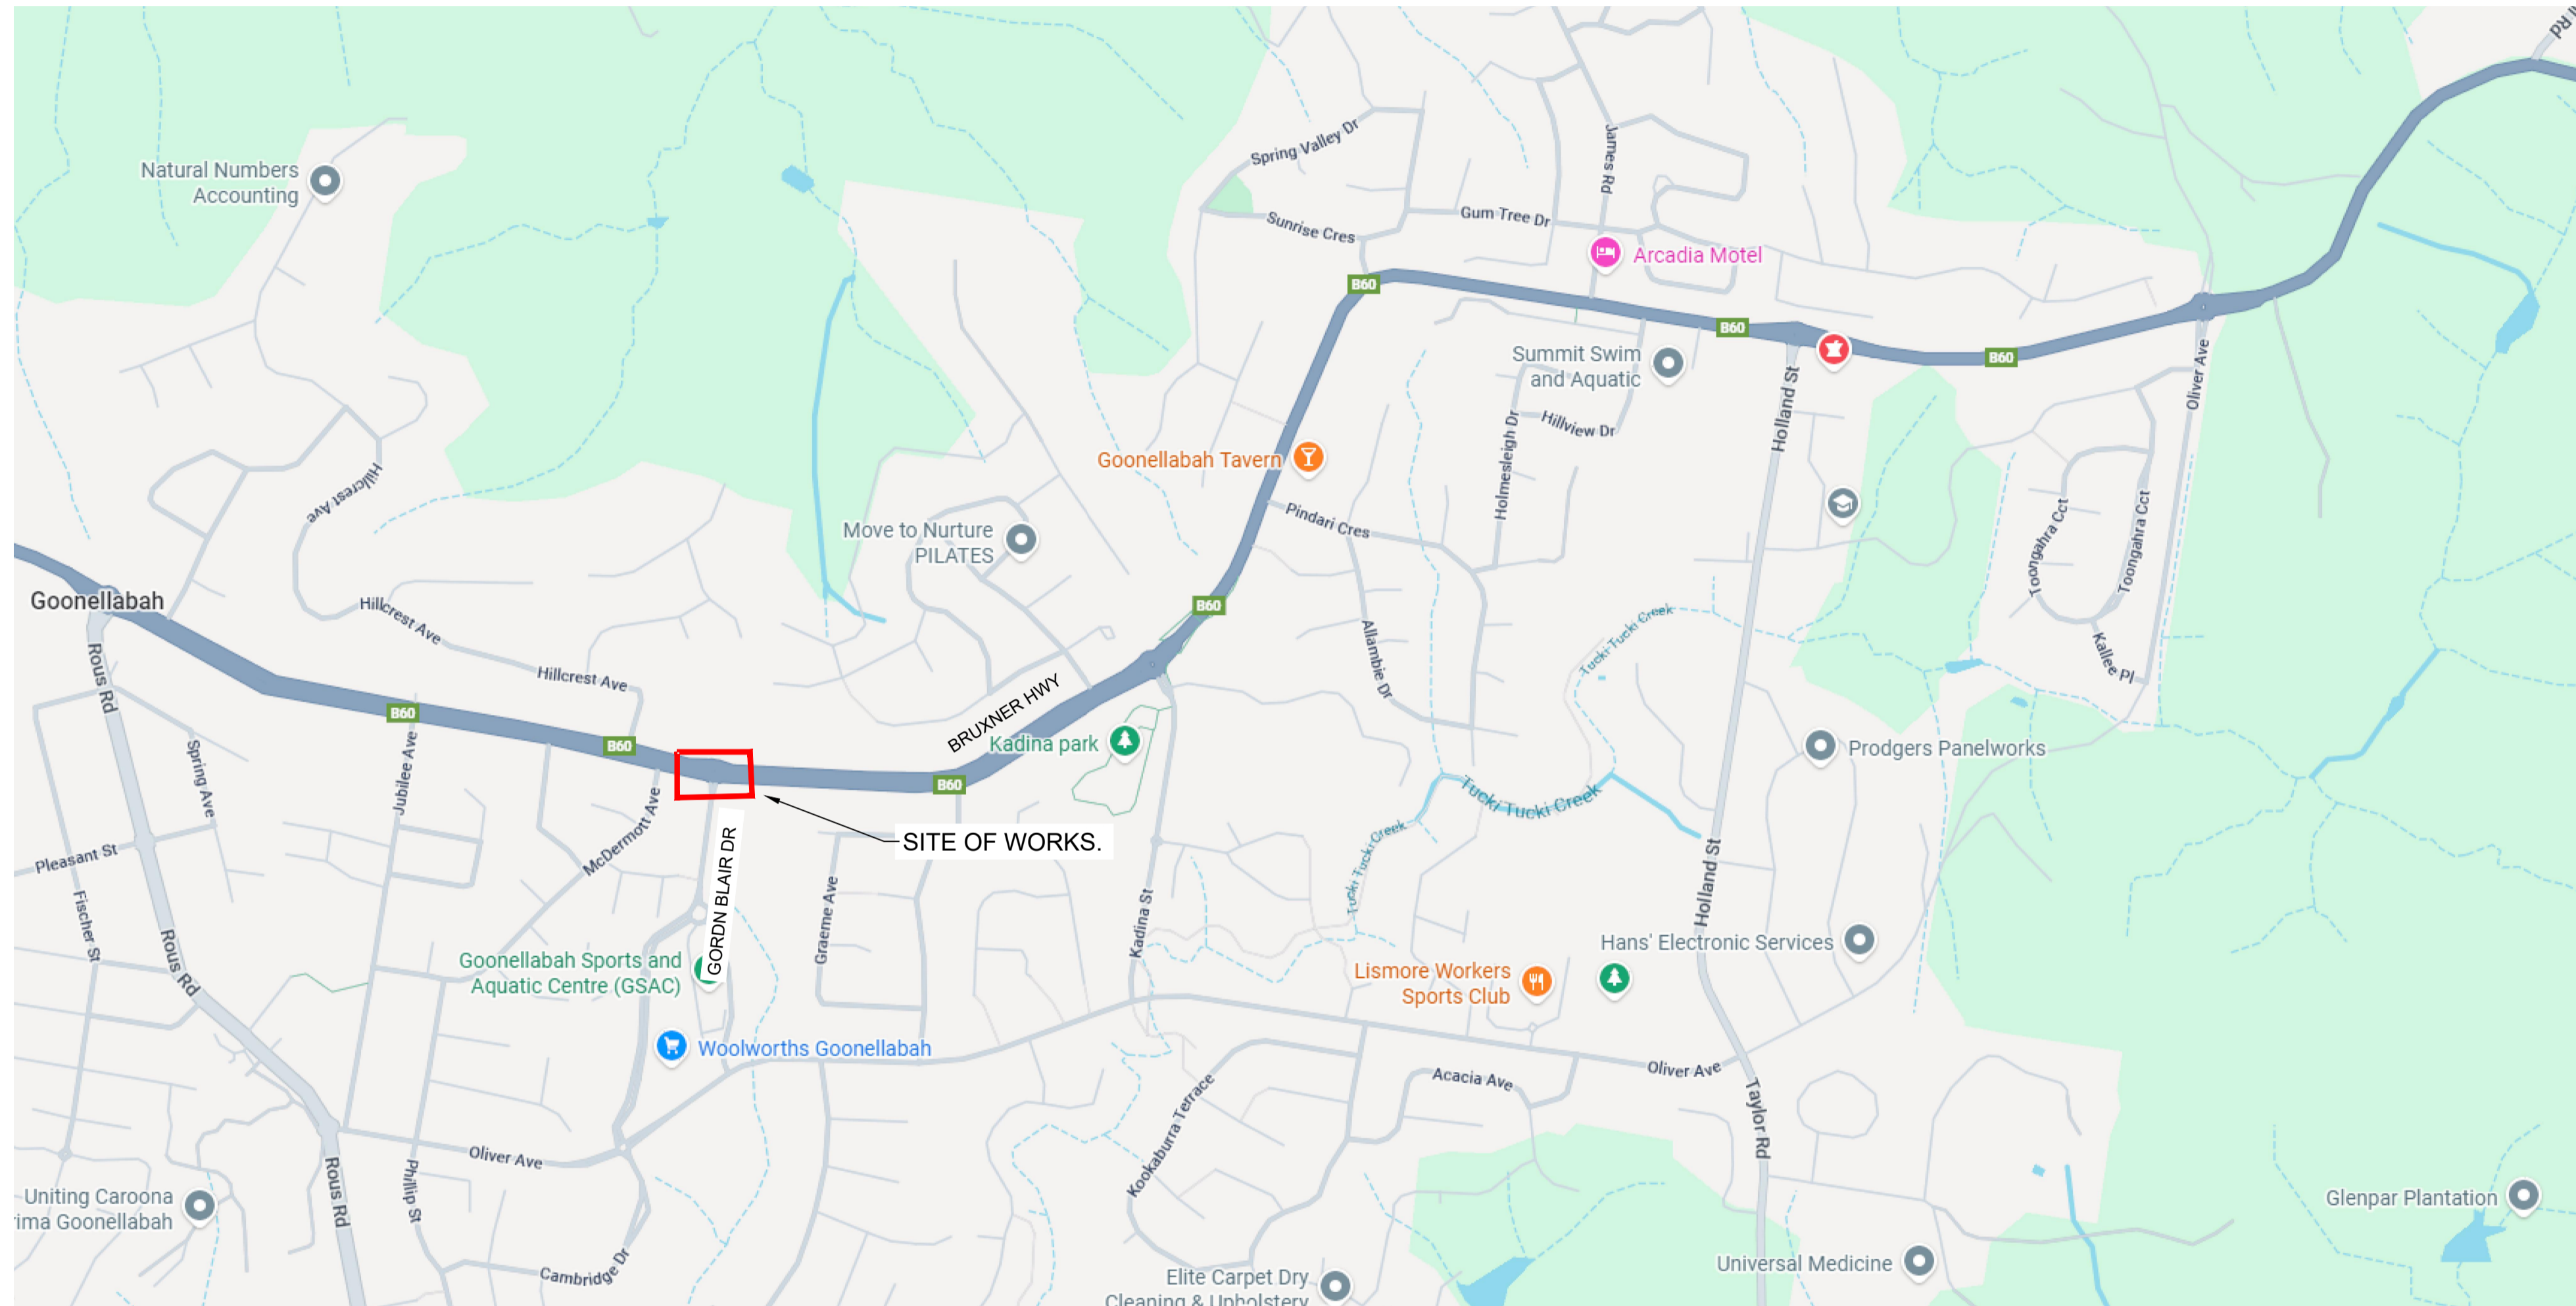 Rd
Natural Numbers
Accounting
Spring Valley Dr
James Rd
Sunrise Cres
Gum Tree Dr
Arcadia Motel
B60
B60
B60
Summit Swim
and Aquatic
Holland St
Oliver Ave
Hillview Dr
Holmesleigh Dr
Goonellabah Tavern
Hillcrest Ave
Pindari Cres
Move to Nurture
PILATES
Toongahra Cct
Toongahra Cct
Goonellabah
Hillcrest Ave
B60
Tucki Tucki Creek
Allambie Dr
Kallee Pl
Rous Rd
Hillcrest Ave
BRUXNER HWY
B60
B60
Kadina park
Prodgers Panelworks
Spring Ave
Jubilee Ave
B60
Tucki Tucki Creek
McDermott Ave
SITE OF WORKS.
Tucki Tucki Creek
Pleasant St
GORDN BLAIR DR
Holland St
Fischer St
Graeme Ave
Kadina St
Rous Rd
Goonellabah Sports and
Aquatic Centre (GSAC)
Hans' Electronic Services
Lismore Workers
Sports Club
Woolworths Goonellabah
Oliver Ave
Acacia Ave
Kookaburra Terrace
Taylor Rd
Oliver Ave
Rous Rd
Phillip St
Uniting Caroona
rima Goonellabah
Glenpar Plantation
Cambridge Dr
Universal Medicine
Elite Carpet Dry
Cleaning & Upholstery